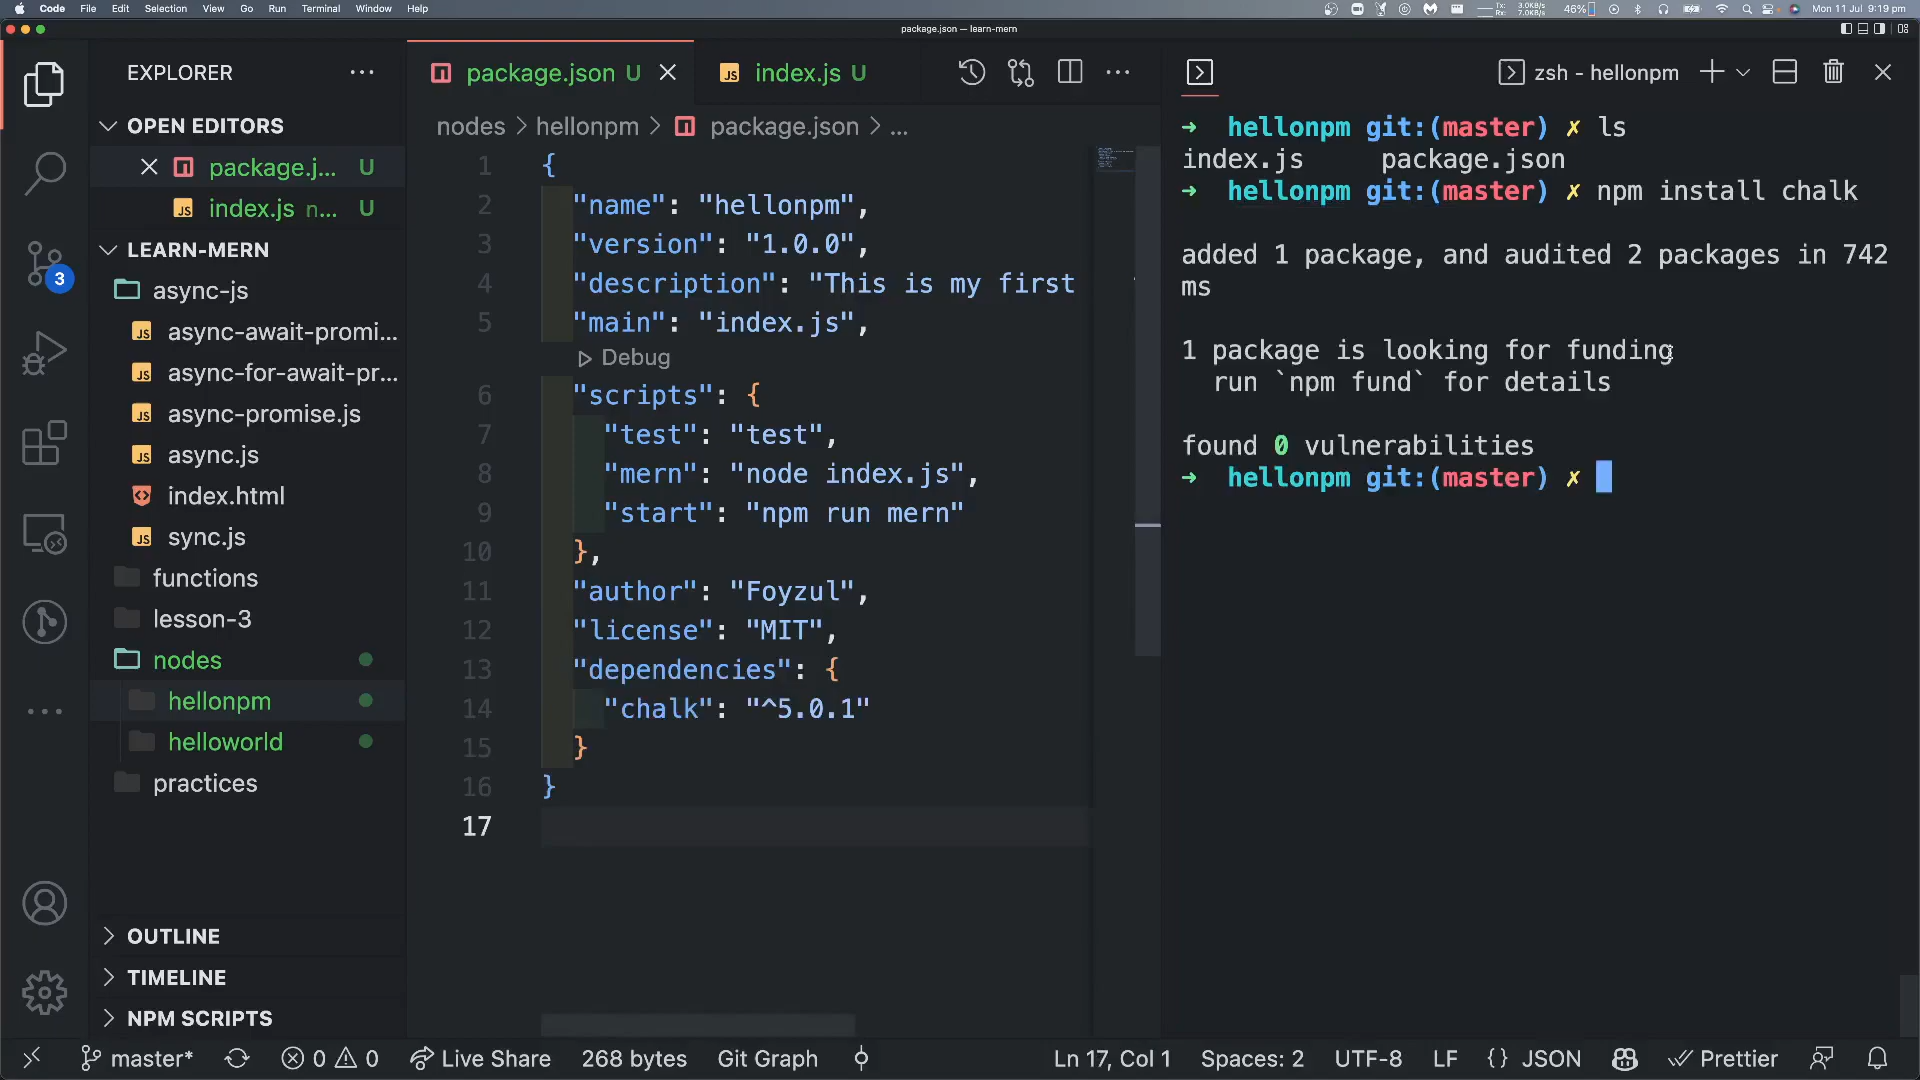 Code File Edit Selection View Go Run Terminal Window Help
46% Mon 11 Jul 9:19 pm
package.json — learn-mern
EXPLORER
OPEN EDITORS
package.j... U
index.js n... U
LEARN-MERN
async-js
async-await-promi...
async-for-await-pr...
async-promise.js
async.js
index.html
sync.js
functions
lesson-3
nodes
hellonpm
helloworld
practices
OUTLINE
TIMELINE
NPM SCRIPTS
3
package.json U
index.js U
nodes > hellonpm > package.json > ...
1 {
2 "name": "hellonpm",
3 "version": "1.0.0",
4 "description": "This is my first
5 "main": "index.js",
Debug
6 "scripts": {
7 "test": "test",
8 "mern": "node index.js",
9 "start": "npm run mern"
10 },
11 "author": "Foyzul",
12 "license": "MIT",
13 "dependencies": {
14 "chalk": "^5.0.1"
15 }
16 }
17
zsh - hellonpm
→ hellonpm git:(master) ✗ ls
index.js package.json
→ hellonpm git:(master) ✗ npm install chalk
added 1 package, and audited 2 packages in 742
ms
1 package is looking for funding
run `npm fund` for details
found 0 vulnerabilities
→ hellonpm git:(master) ✗
master* 0 0 Live Share 268 bytes Git Graph Ln 17, Col 1 Spaces: 2 UTF-8 LF {} JSON Prettier